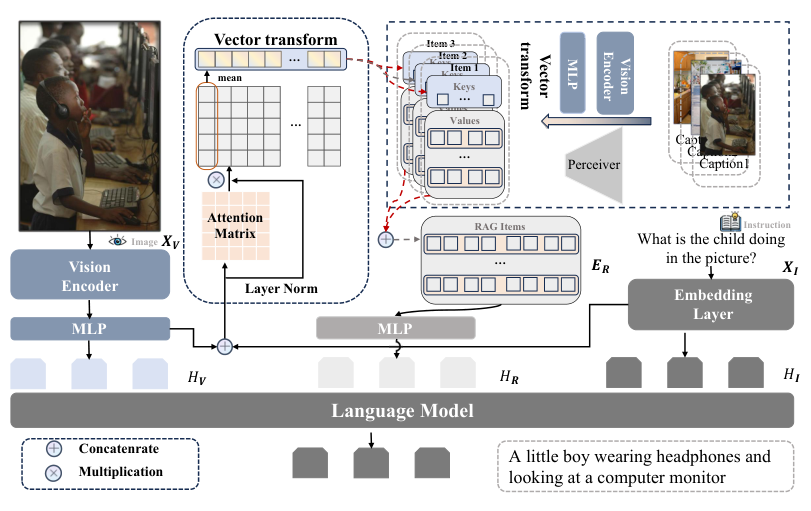 Vector transform
mean
...
Attention
Matrix
Layer Norm
Item 3
Item 2
Item 1
Keys
...
Values
...
Vector
transform
MLP
Vision
Encoder
Perceiver
Caption1
Image X_V
Vision
Encoder
MLP
RAG Items
...
E_R
MLP
Instruction
What is the child doing
in the picture?
X_I
Embedding
Layer
H_V
H_R
H_I
Language Model
Concatenrate
Multiplication
A little boy wearing headphones and
looking at a computer monitor